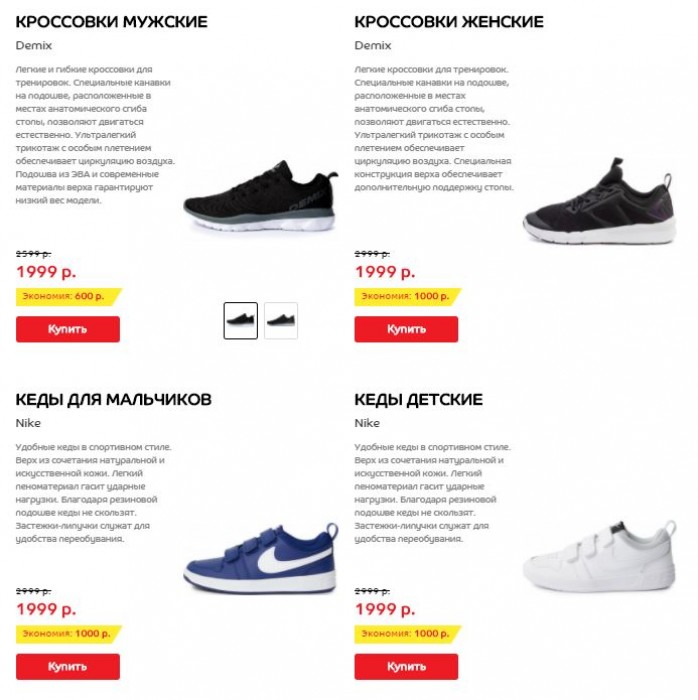 КРОССОВКИ МУЖСКИЕ
Demix
Легкие и гибкие кроссовки для
тренировок. Специальные канавки
на подошве, расположенные в
местах анатомического сгиба
стопы, позволяют двигаться
естественно. Ультралегкий
трикотаж с особым плетением
обеспечивает циркуляцию воздуха.
Подошва из ЭВА и современные
материалы верха гарантируют
низкий вес модели.
DEMIX
2599 р.
1999 р.
Экономия: 600 р.
Купить
КРОССОВКИ ЖЕНСКИЕ
Demix
Легкие кроссовки для тренировок.
Специальные канавки на подошве,
расположенные в местах
анатомического сгиба стопы,
позволяют двигаться естественно.
Ультралегкий трикотаж с особым
плетением обеспечивает
циркуляцию воздуха. Специальная
конструкция верха обеспечивает
дополнительную поддержку стопы.
2999 р.
1999 р.
Экономия: 1000 р.
Купить
КЕДЫ ДЛЯ МАЛЬЧИКОВ
Nike
Удобные кеды в спортивном стиле.
Верх из сочетания натуральной и
искусственной кожи. Легкий
пеноматериал гасит ударные
нагрузки. Благодаря резиновой
подошве кеды не скользят.
Застежки-липучки служат для
удобства переобувания.
2999 р.
1999 р.
Экономия: 1000 р.
Купить
КЕДЫ ДЕТСКИЕ
Nike
Удобные кеды в спортивном стиле.
Верх из сочетания натуральной и
искусственной кожи. Легкий
пеноматериал гасит ударные
нагрузки. Благодаря резиновой
подошве кеды не скользят.
Застежки-липучки служат для
удобства переобувания.
2999 р.
1999 р.
Экономия: 1000 р.
Купить